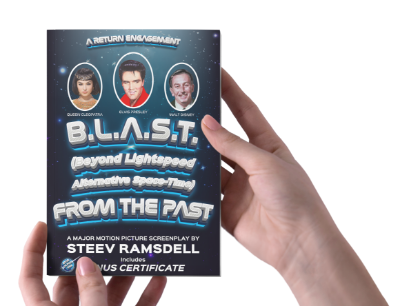 A RETURN ENGAGEMENT
QUEEN CLEOPATRA
ELVIS PRESLEY
WALT DISNEY
B.L.A.S.T.
(Beyond Lightspeed
Alternative Space-Time)
FROM THE PAST
A MAJOR MOTION PICTURE SCREENPLAY BY
STEEV RAMSDELL
Includes
NUS CERTIFICATE